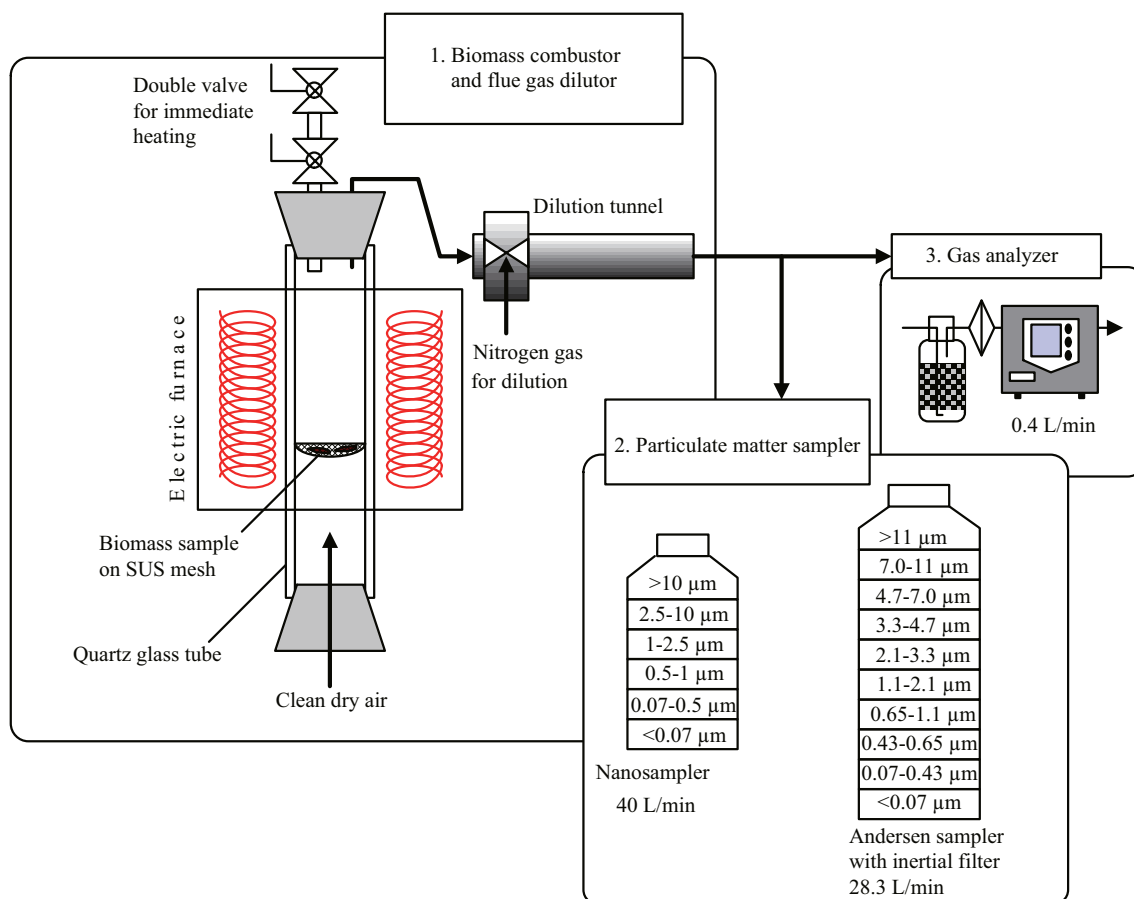 1. Biomass combustor
and flue gas dilutor
Double valve
for immediate
heating
Dilution tunnel
3. Gas analyzer
Electric furnace
Nitrogen gas
for dilution
0.4 L/min
2. Particulate matter sampler
Biomass sample
on SUS mesh
Quartz glass tube
Clean dry air
>10 µm
2.5-10 µm
1-2.5 µm
0.5-1 µm
0.07-0.5 µm
<0.07 µm
Nanosampler
40 L/min
>11 µm
7.0-11 µm
4.7-7.0 µm
3.3-4.7 µm
2.1-3.3 µm
1.1-2.1 µm
0.65-1.1 µm
0.43-0.65 µm
0.07-0.43 µm
<0.07 µm
Andersen sampler
with inertial filter
28.3 L/min